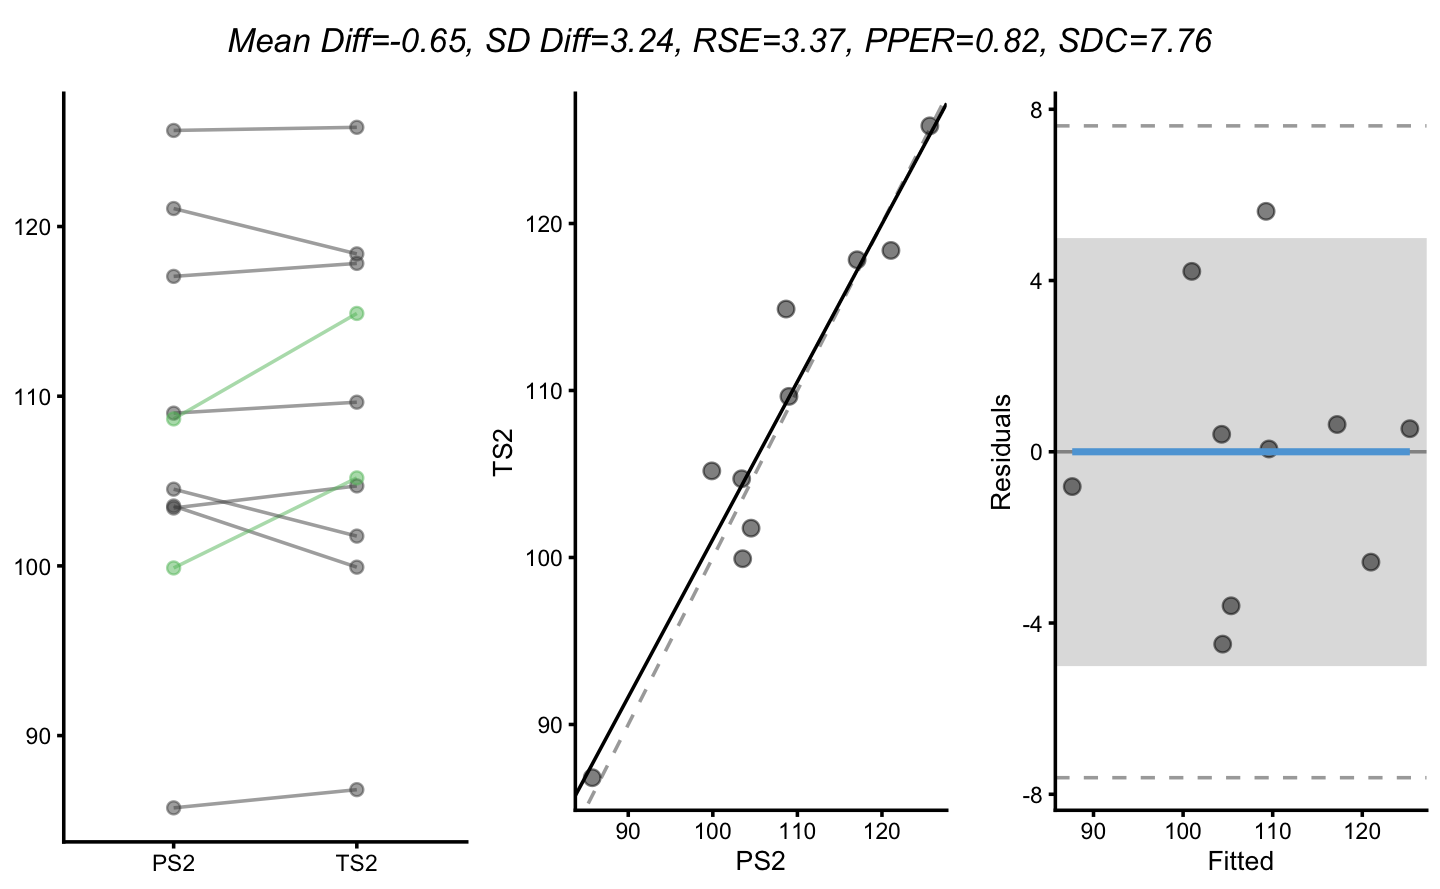 Mean Diff=-0.65, SD Diff=3.24, RSE=3.37, PPER=0.82, SDC=7.76
120
110
100
90
PS2 TS2
TS2
120
110
100
90
90 100 110 120
PS2
Residuals
8
4
0
-4
-8
90 100 110 120
Fitted